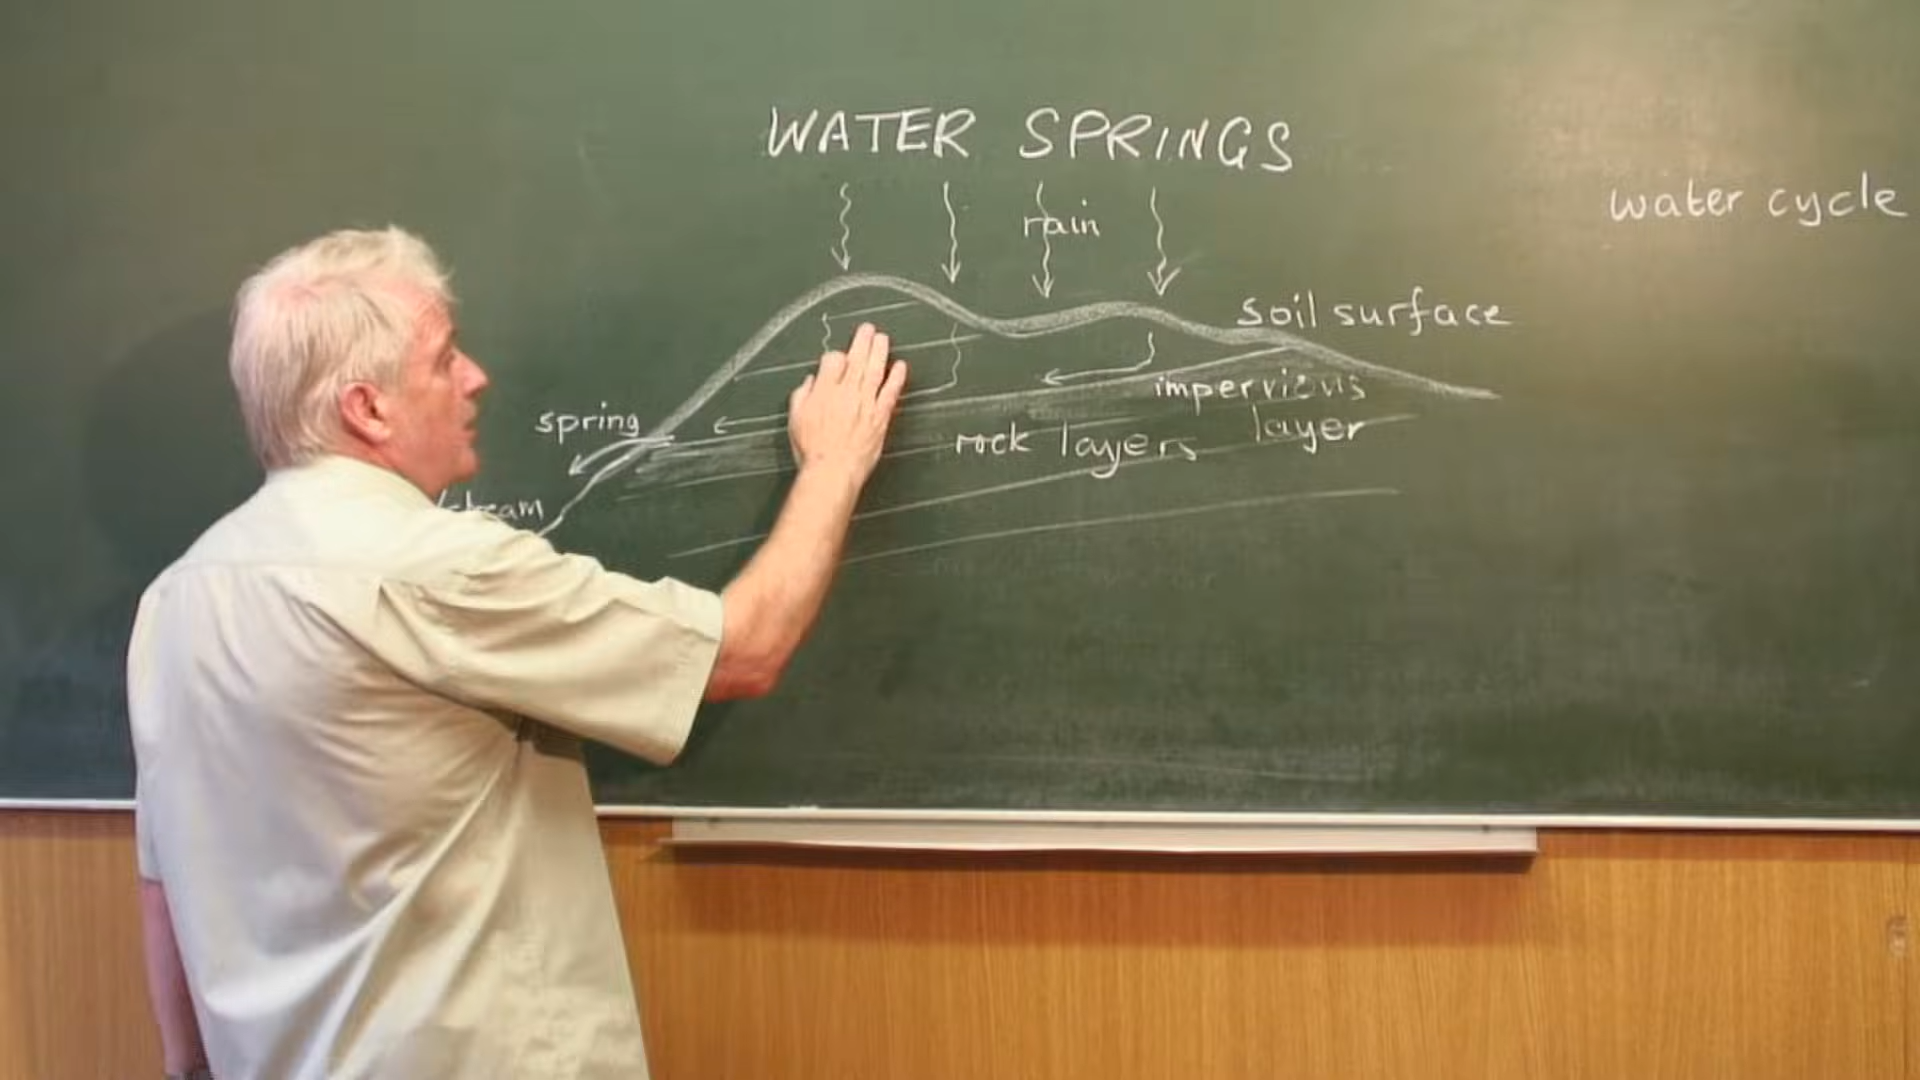 WATER SPRINGS
water cycle
rain
soil surface
impervious
layer
spring
rock layers
stream